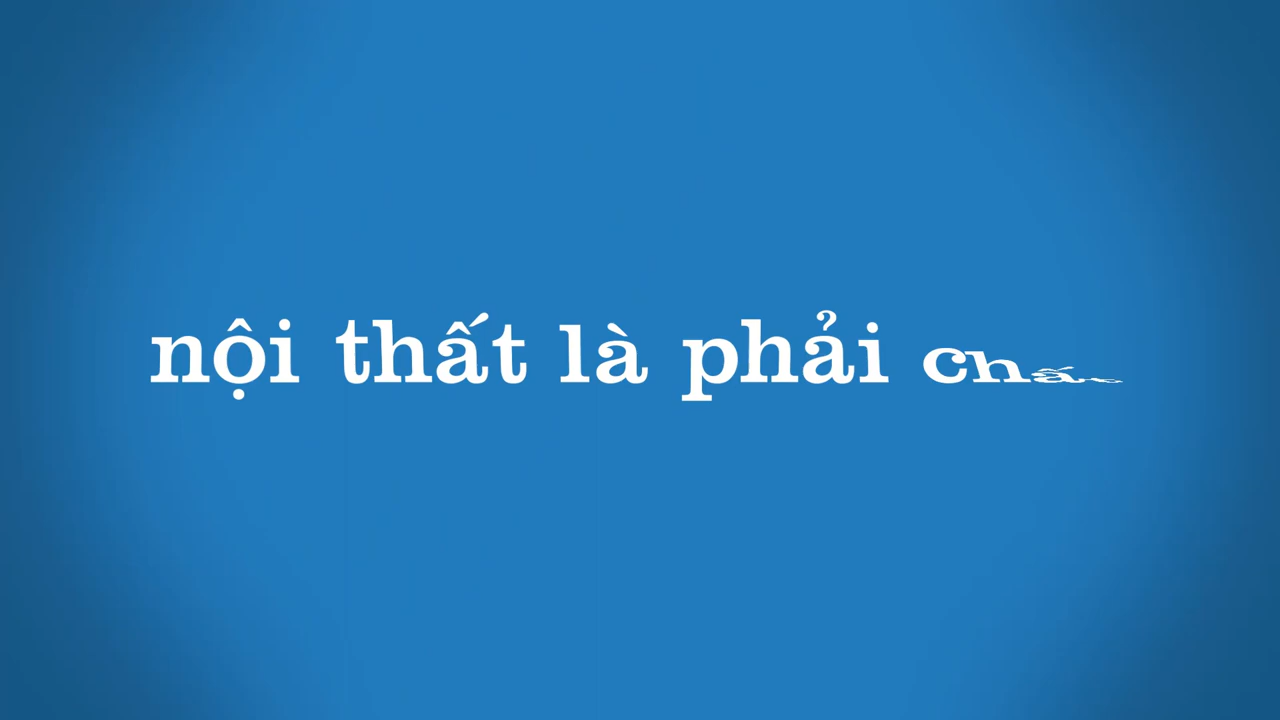 nội thất là phải